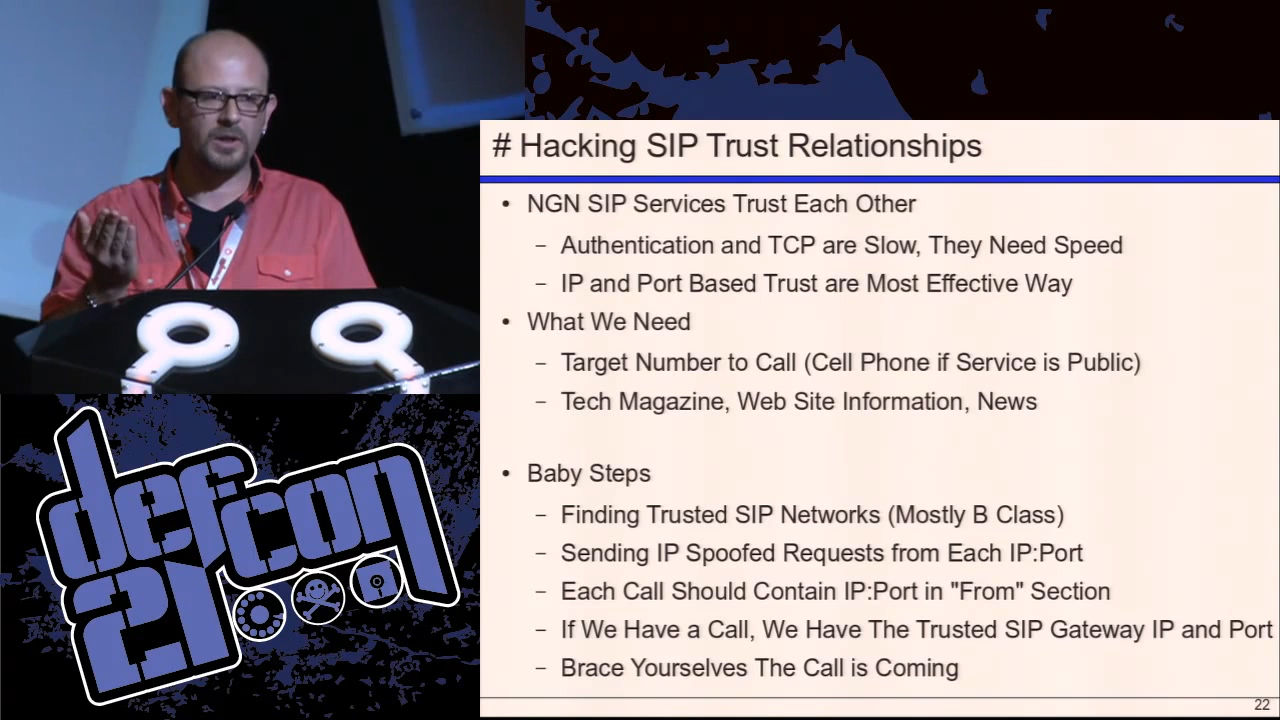 # Hacking SIP Trust Relationships
• NGN SIP Services Trust Each Other
– Authentication and TCP are Slow, They Need Speed
– IP and Port Based Trust are Most Effective Way
• What We Need
– Target Number to Call (Cell Phone if Service is Public)
– Tech Magazine, Web Site Information, News
• Baby Steps
– Finding Trusted SIP Networks (Mostly B Class)
– Sending IP Spoofed Requests from Each IP:Port
– Each Call Should Contain IP:Port in "From" Section
– If We Have a Call, We Have The Trusted SIP Gateway IP and Port
– Brace Yourselves The Call is Coming
22
defcon
21